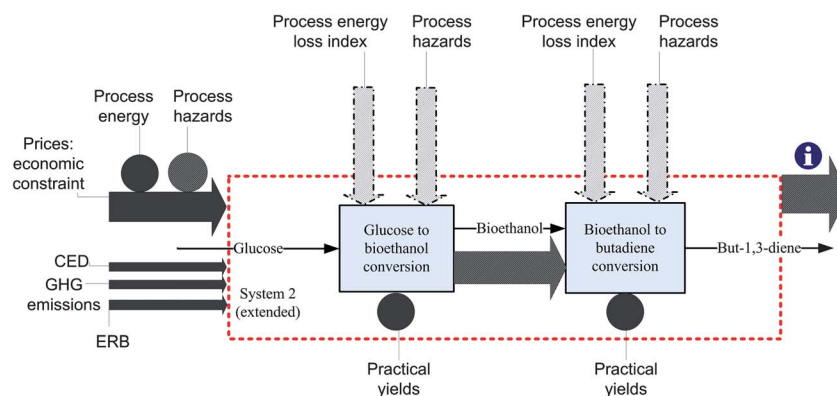 Process energy
loss index
Process
hazards
Process energy
loss index
Process
hazards
Process
energy
Process
hazards
Prices:
economic
constraint
i
Glucose to
bioethanol
conversion
Bioethanol
Bioethanol to
butadiene
conversion
Glucose
But-1,3-diene
CED
GHG
emissions
System 2
(extended)
ERB
Practical
yields
Practical
yields